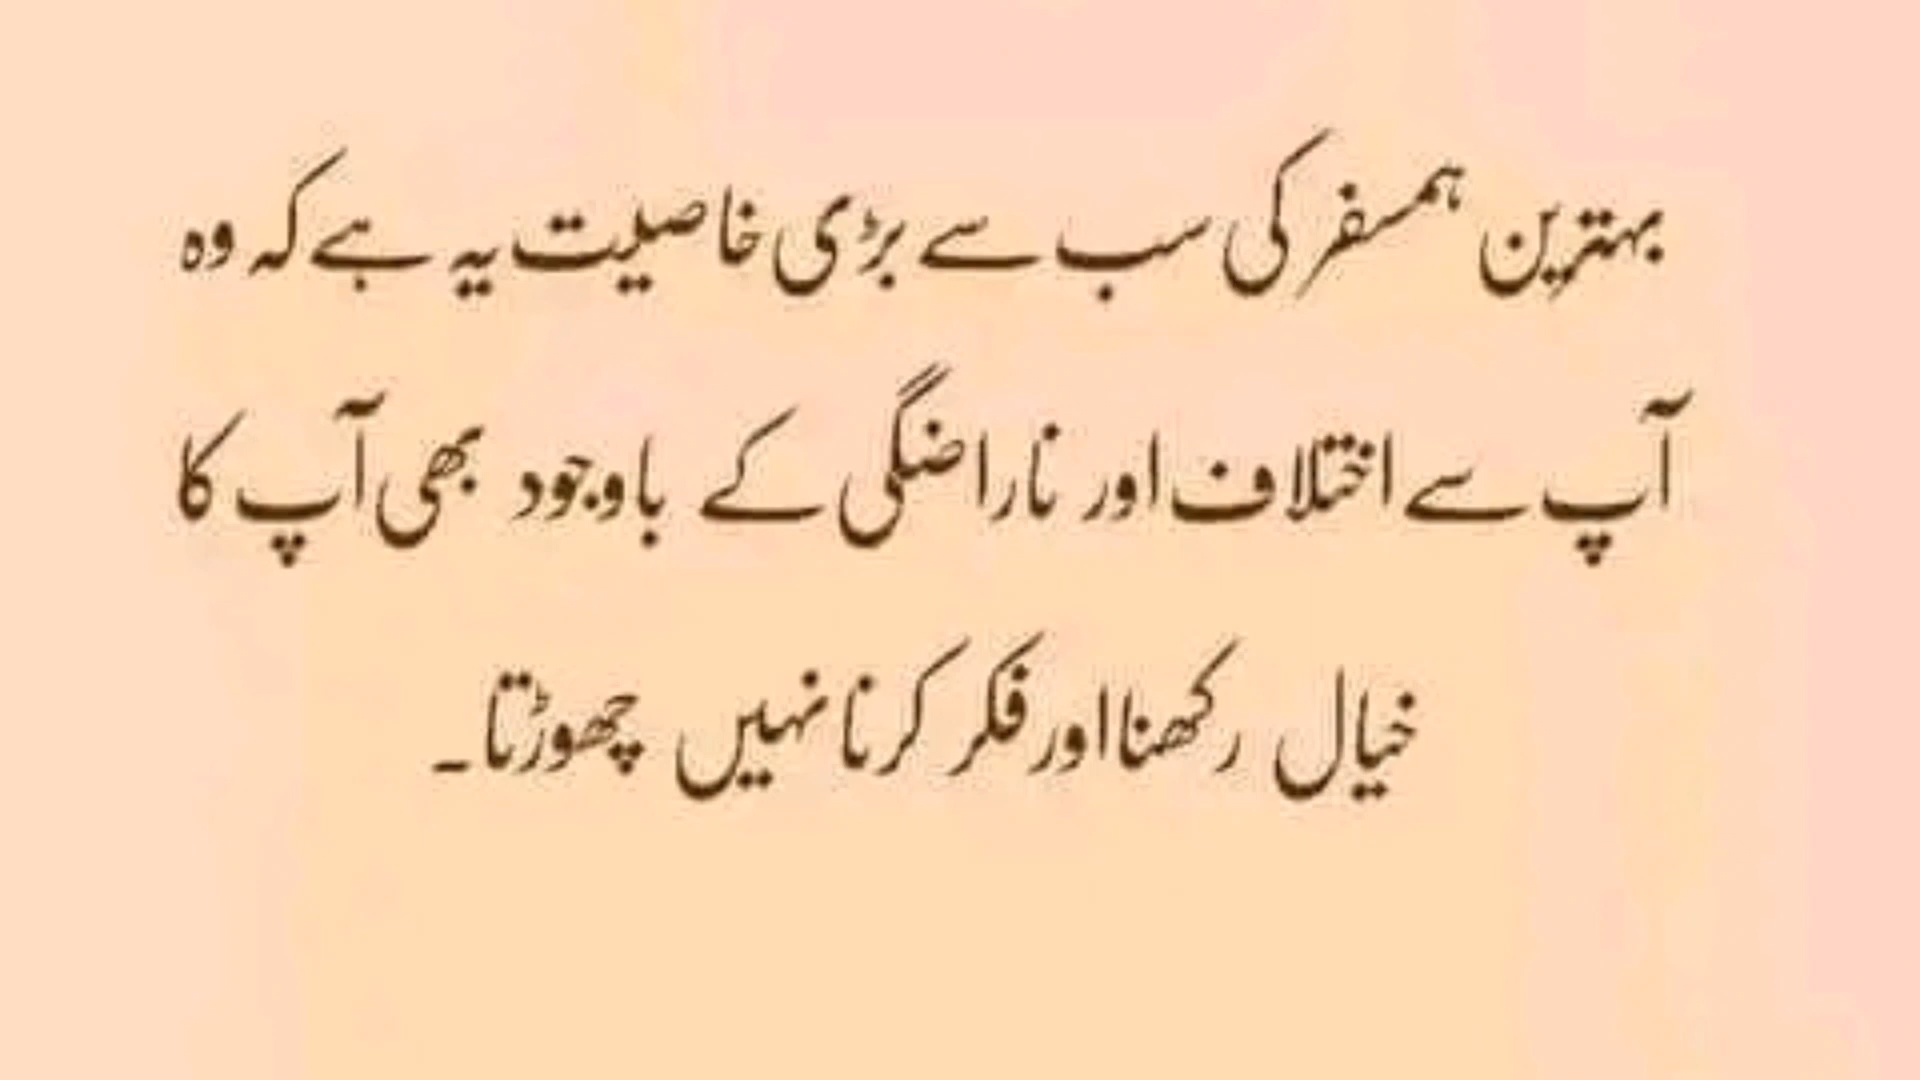 بہترین ہمسفر کی سب سے بڑی خاصیت یہ ہے کہ وہ
آپ سے اختلاف اور ناراضگی کے باوجود بھی آپ کا
خیال رکھنا اور فکر کرنا نہیں چھوڑتا۔